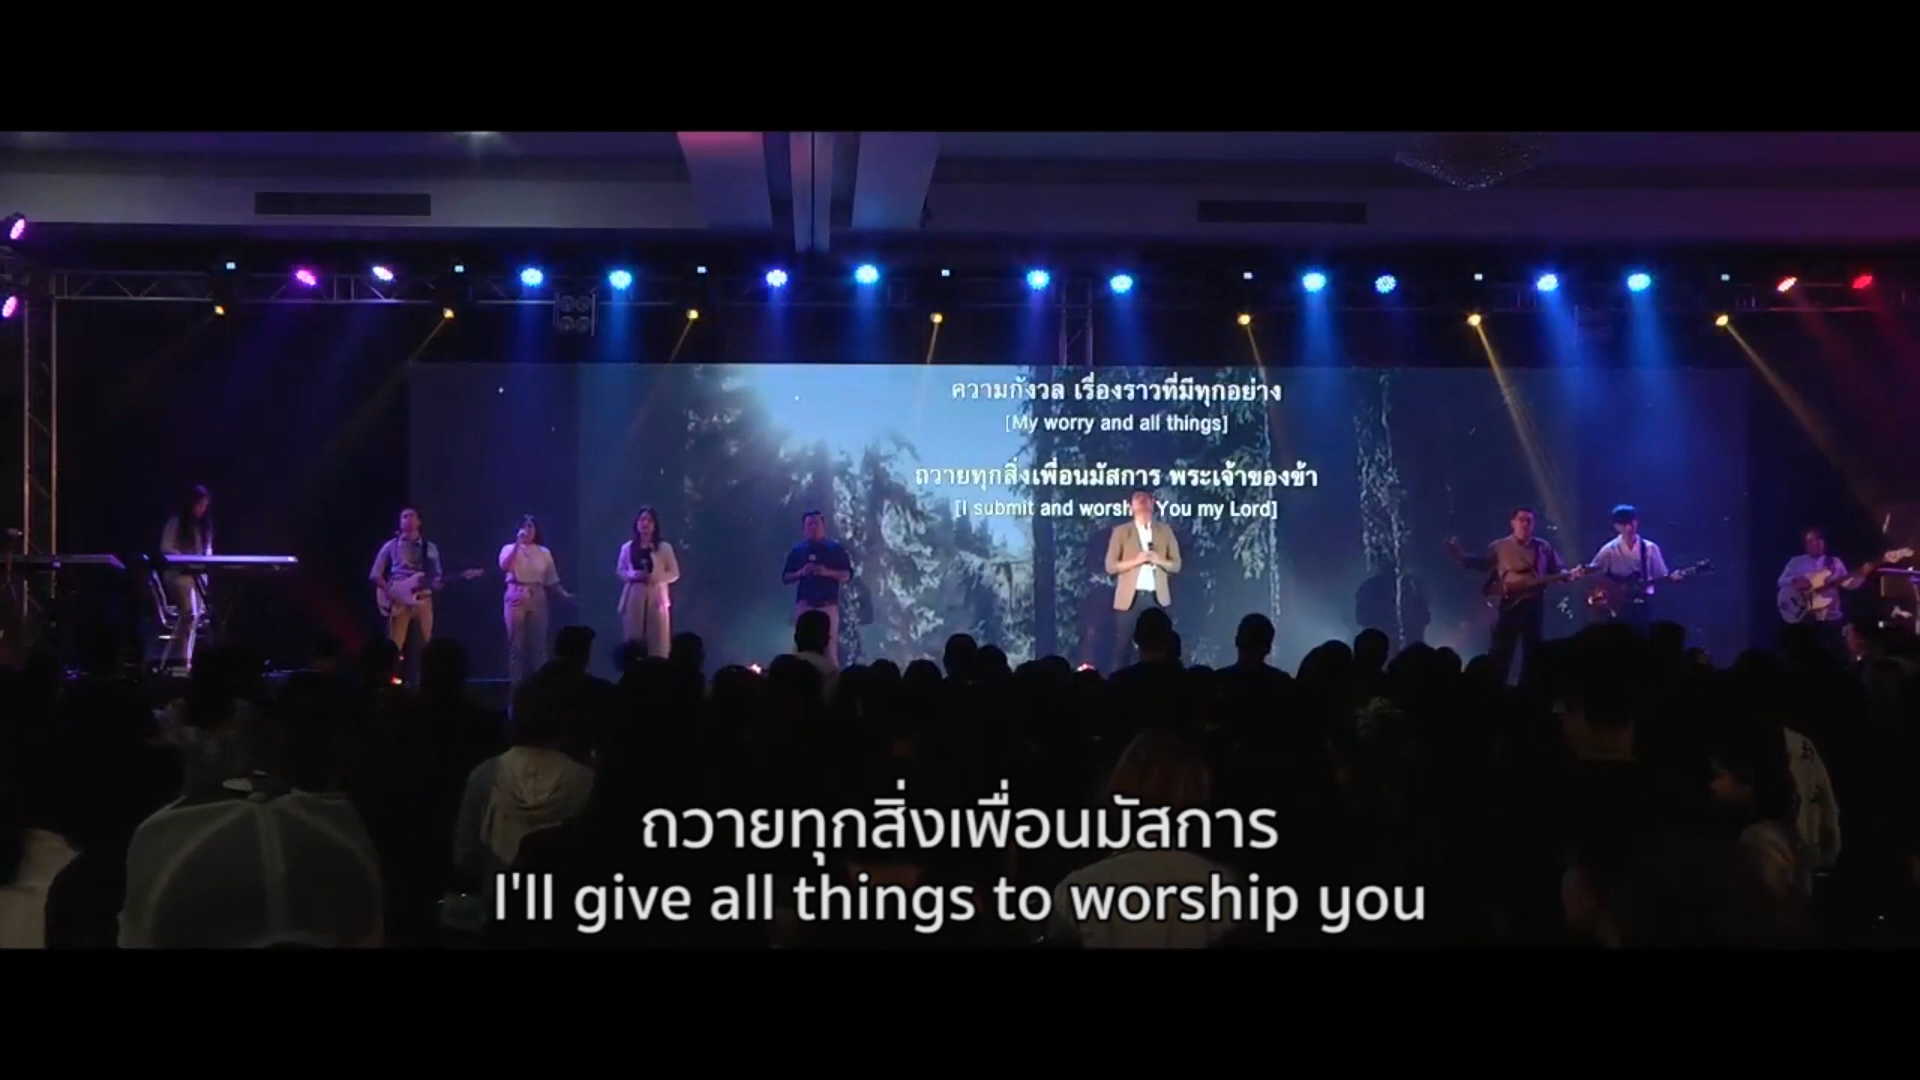 ความกังวล เรื่องราวที่มีทุกอย่าง
[My worry and all things]
ถวายทุกสิ่งเพื่อนมัสการ พระเจ้าของข้า
[I submit and worship You my Lord]
ถวายทุกสิ่งเพื่อนมัสการ
I'll give all things to worship you